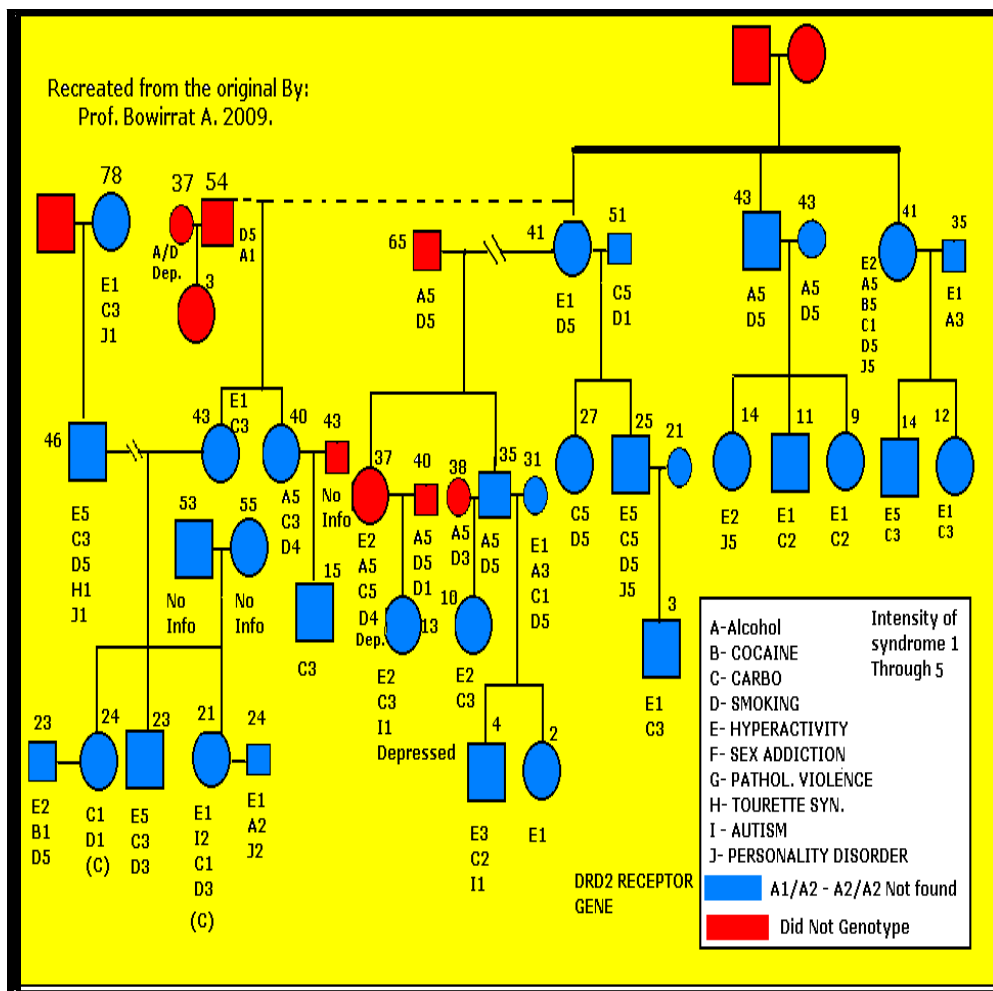 Recreated from the original By:
Prof. Bowirrat A. 2009.
78
37
54
D5
A1
A/D
Dep.
3
E1
C3
J1
65
A5
D5
41
E1
D5
51
C5
D1
43
A5
D5
43
A5
D5
41
E2
A5
B5
C1
D5
J5
35
E1
A3
46
E5
C3
D5
H1
J1
43
E1
C3
40
A5
C3
D4
43
No
Info
37
E2
A5
C5
D4
Dep.
40
A5
D5
D1
38
A5
D3
35
A5
D5
31
E1
A3
C1
D5
27
C5
D5
25
E5
C5
D5
J5
21
14
E2
J5
11
E1
C2
9
E1
C2
14
E5
C3
12
E1
C3
53
No
Info
55
No
Info
15
C3
13
E2
C3
I1
Depressed
10
E2
C3
3
E1
C3
23
E2
B1
D5
24
C1
D1
(C)
23
E5
C3
D3
21
E1
I2
C1
D3
(C)
24
E1
A2
J2
4
E3
C2
I1
2
E1
DRD2 RECEPTOR
GENE
Intensity of
syndrome 1
Through 5
A-Alcohol
B- COCAINE
C- CARBO
D- SMOKING
E- HYPERACTIVITY
F- SEX ADDICTION
G- PATHOL. VIOLENCE
H- TOURETTE SYN.
I - AUTISM
J- PERSONALITY DISORDER
A1/A2 - A2/A2 Not found
Did Not Genotype